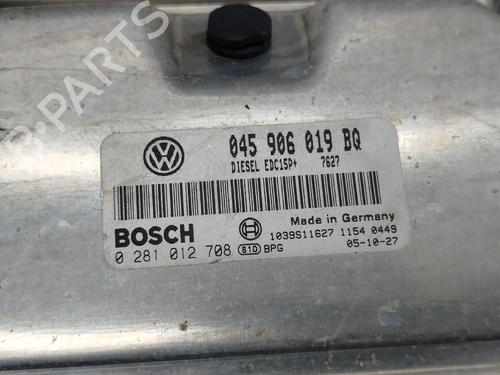 045 906 019 BQ
DIESEL EDC15P+ 7627
BOSCH
Made in Germany
1039S11627 1154 0449
0 281 012 708 810 BPG
05-10-27